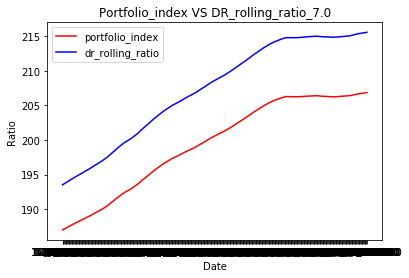 Portfolio_index VS DR_rolling_ratio_7.0
portfolio_index
dr_rolling_ratio
215
210
205
200
195
190
Ratio
Date